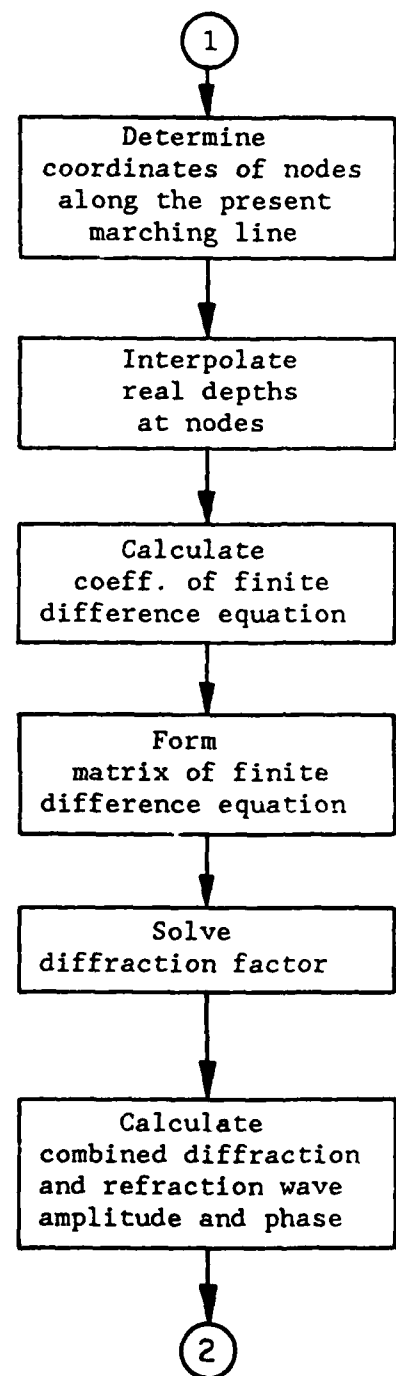 1
Determine
coordinates of nodes
along the present
marching line
Interpolate
real depths
at nodes
Calculate
coeff. of finite
difference equation
Form
matrix of finite
difference equation
Solve
diffraction factor
Calculate
combined diffraction
and refraction wave
amplitude and phase
2